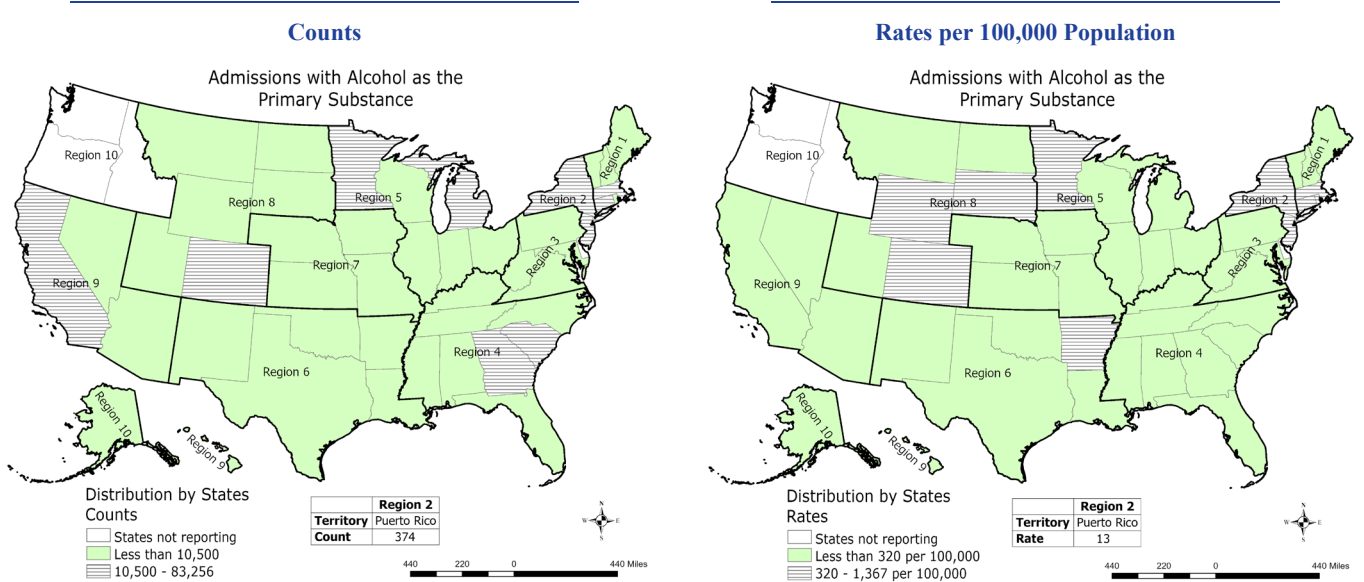 Counts
Admissions with Alcohol as the
Primary Substance
Region 10
Region 8
Region 5
Region 2
Region 1
Region 3
Region 7
Region 9
Region 4
Region 6
Region 10
Region 9
Distribution by States
Counts
States not reporting
Less than 10,500
10,500 - 83,256
Region 2
Territory Puerto Rico
Count 374
N
W E
S
440 220 0 440 Miles
Rates per 100,000 Population
Admissions with Alcohol as the
Primary Substance
Region 10
Region 8
Region 5
Region 2
Region 1
Region 3
Region 7
Region 9
Region 4
Region 6
Region 10
Region 9
Distribution by States
Rates
States not reporting
Less than 320 per 100,000
320 - 1,367 per 100,000
Region 2
Territory Puerto Rico
Rate 13
N
W E
S
440 220 0 440 Miles